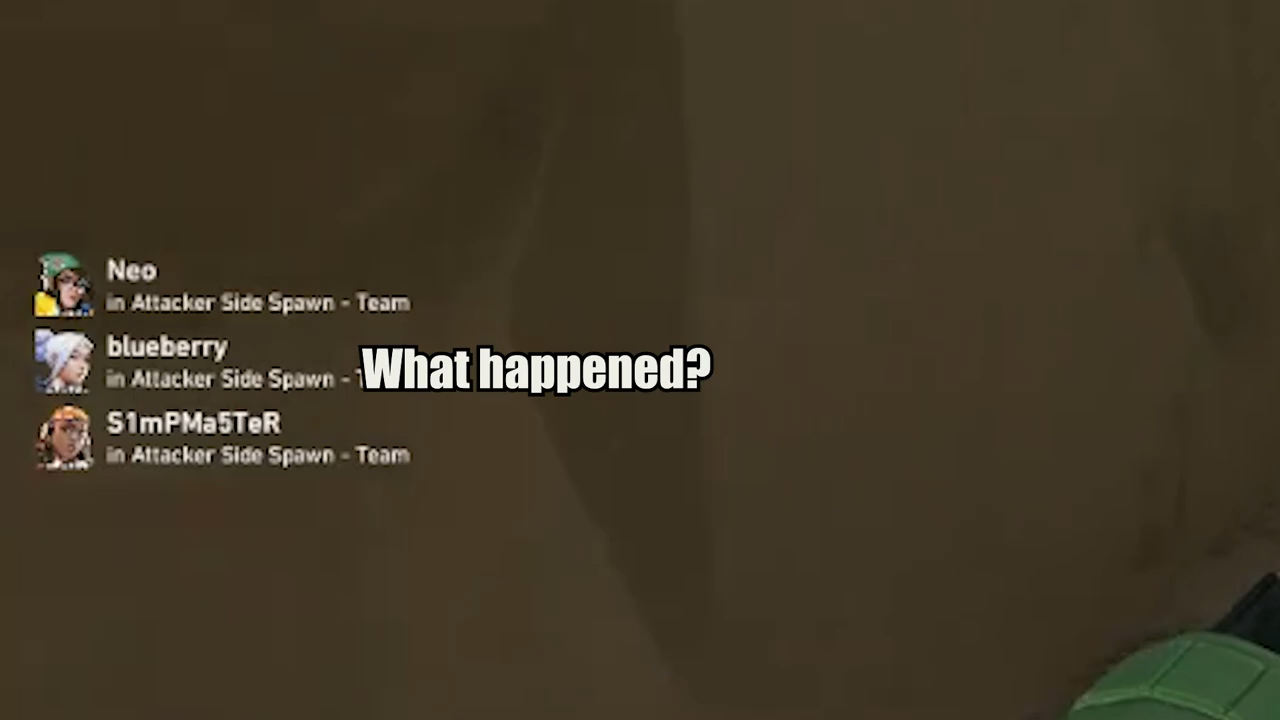 Neo
in Attacker Side Spawn - Team
blueberry
in Attacker Side Spawn -
What happened?
S1mPMa5TeR
in Attacker Side Spawn - Team